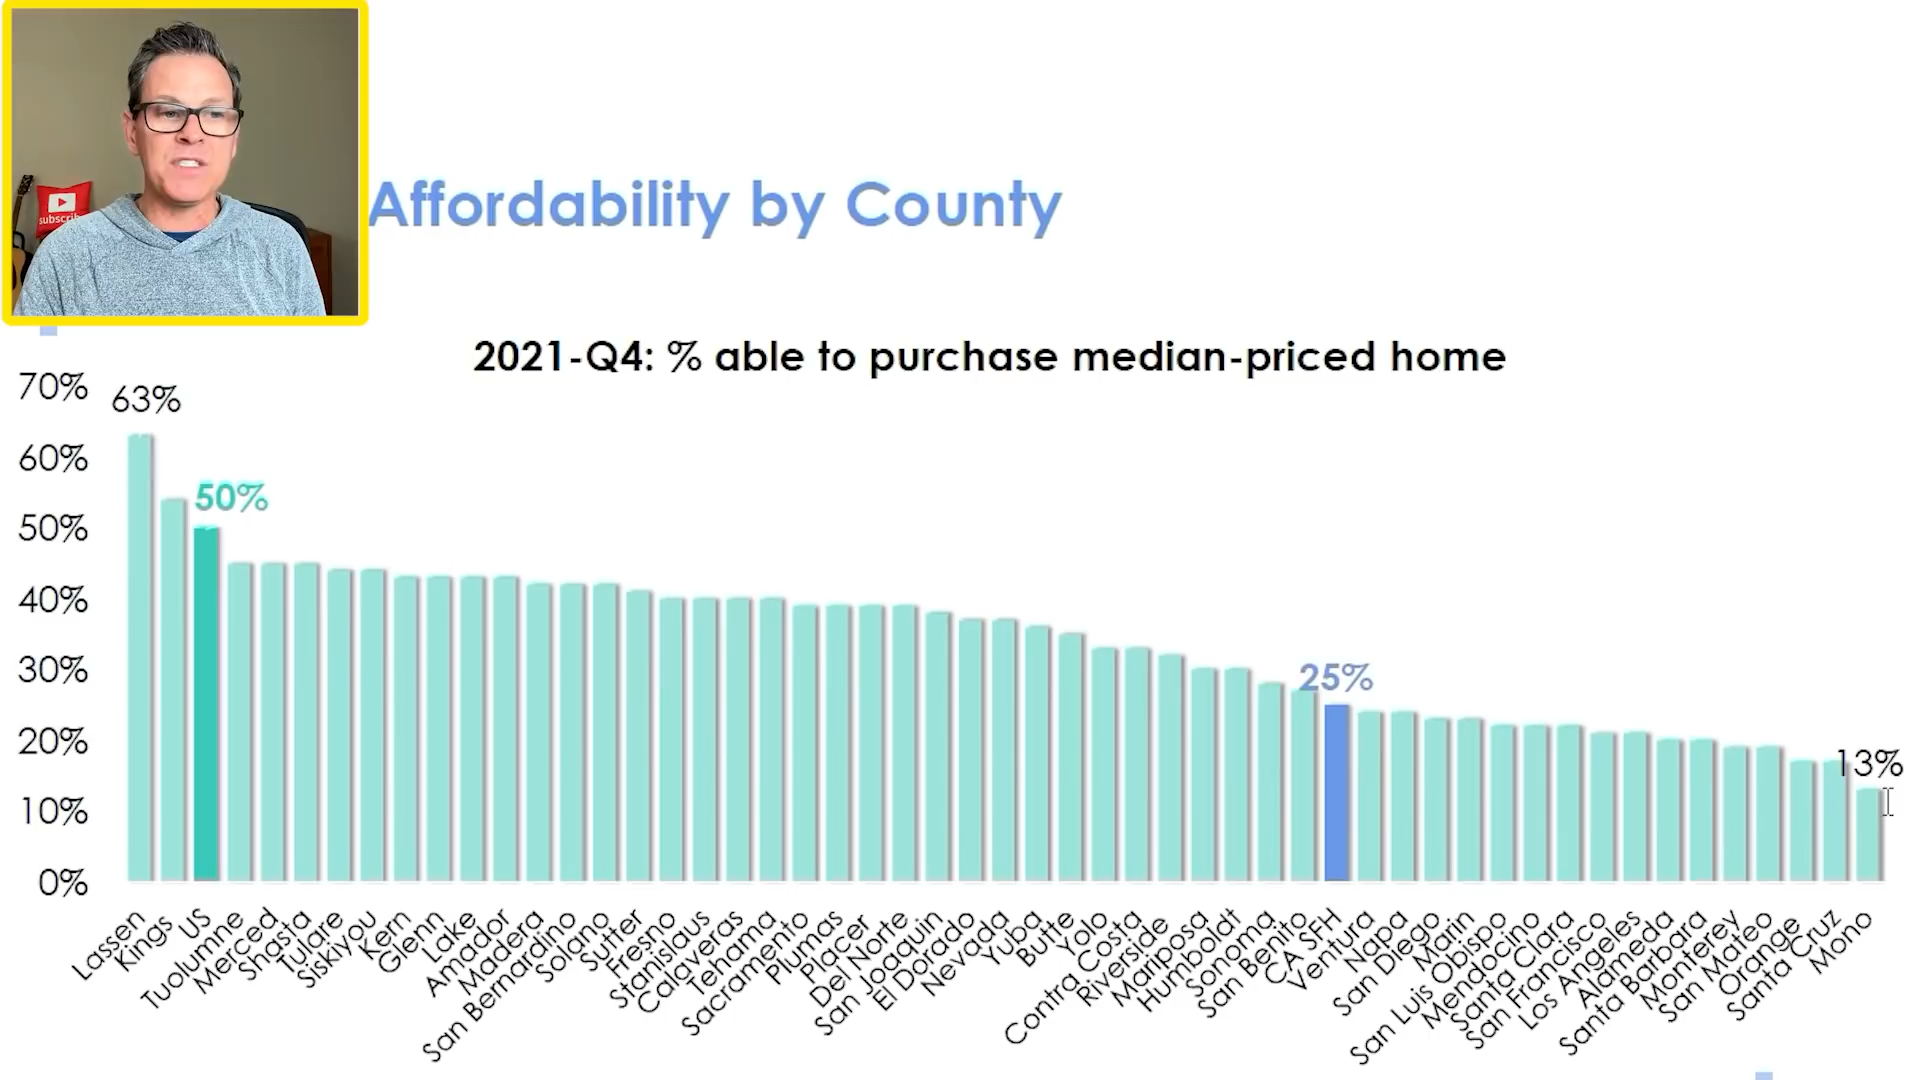 subscrib
Affordability by County
2021-Q4: % able to purchase median-priced home
70%
60%
50%
40%
30%
20%
10%
0%
63%
50%
25%
13%
Lassen
Kings
US
Tuolumne
Merced
Shasta
Tulare
Siskiyou
Kern
Glenn
Lake
Amador
Madera
San Bernardino
Solano
Sutter
Fresno
Stanislaus
Calaveras
Tehama
Sacramento
Plumas
Placer
Del Norte
San Joaquin
El Dorado
Nevada
Yuba
Butte
Yolo
Contra Costa
Riverside
Mariposa
Humboldt
Sonoma
San Benito
CA SFH
Ventura
Napa
San Diego
Marin
San Luis Obispo
Mendocino
Santa Clara
San Francisco
Los Angeles
Alameda
Santa Barbara
Monterey
San Mateo
Orange
Santa Cruz
Mono